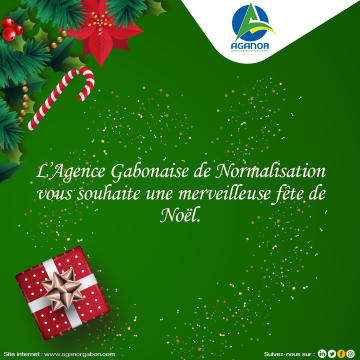 AGANOR
L'Agence Gabonaise de Normalisation
vous souhaite une merveilleuse fête de
Noël.
Site internet : www.aganorgabon.com
Suivez-nous sur :